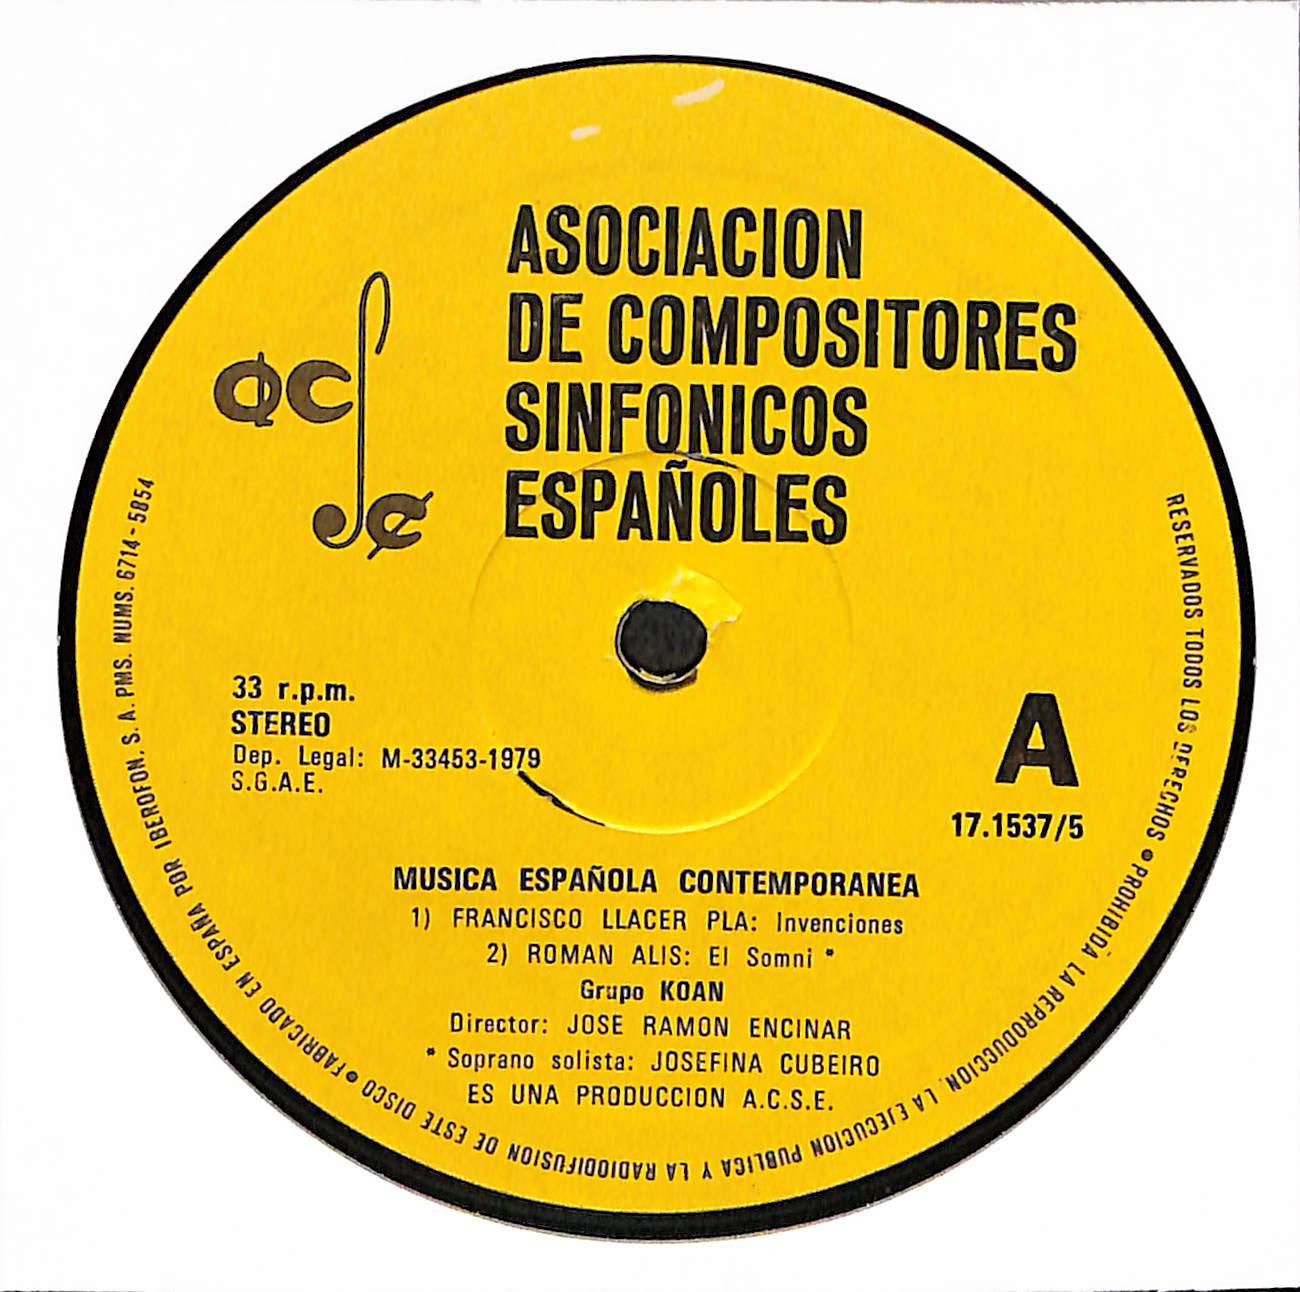 ASOCIACION
DE COMPOSITORES
SINFONICOS
ESPAÑOLES
acse
33 r.p.m.
STEREO
Dep. Legal: M-33453-1979
S.G.A.E.
A
17.1537/5
MUSICA ESPAÑOLA CONTEMPORANEA
1) FRANCISCO LLACER PLA: Invenciones
2) ROMAN ALIS: El Somni *
Grupo KOAN
Director: JOSE RAMON ENCINAR
* Soprano solista: JOSEFINA CUBEIRO
ES UNA PRODUCCION A.C.S.E.
RESERVADOS TODOS LOS DERECHOS • PROHIBIDA LA REPRODUCCION, LA EJECUCION PUBLICA Y LA RADIODIFUSION DE ESTE DISCO • FABRICADO EN ESPAÑA POR IBEROFON, S. A. PMS. NUMS. 6714 - 5854